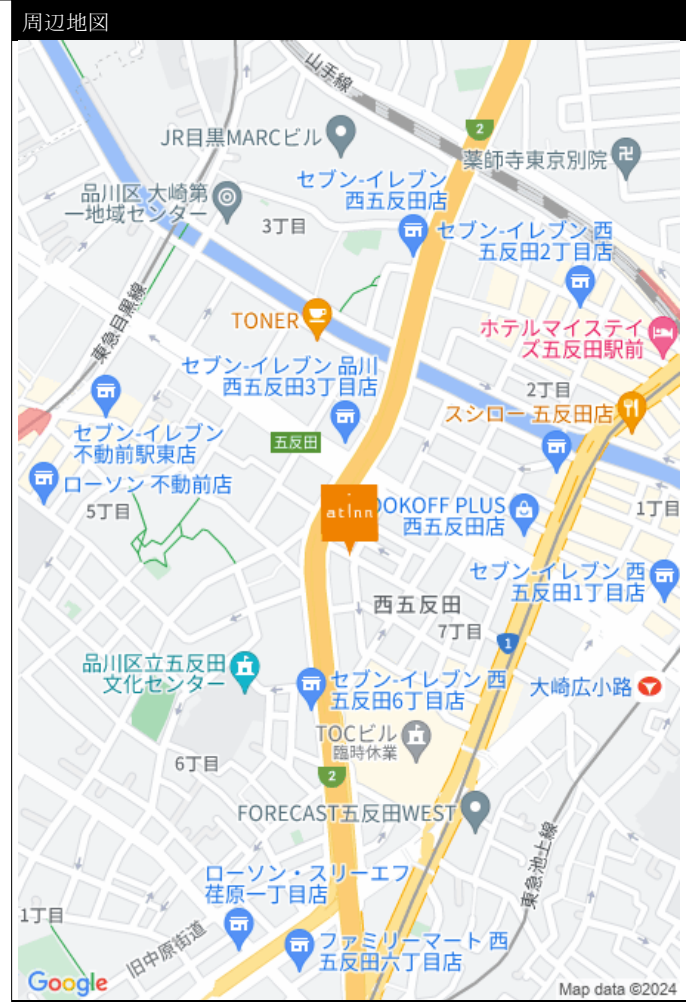 周辺地図
山手線
2
JR目黒MARCビル
薬師寺東京別院
セブン-イレブン
西五反田店
品川区 大崎第
一地域センター
3丁目
セブン-イレブン 西
五反田2丁目店
東急目黒線
TONER
ホテルマイステイ
ズ五反田駅前
セブン-イレブン 品川
西五反田3丁目店
2丁目
スシロー 五反田店
セブン-イレブン
不動前駅東店
五反田
ローソン 不動前店
5丁目
atinn
OOKOFF PLUS
西五反田店
1丁目
セブン-イレブン 西
五反田1丁目店
西五反田
7丁目
1
品川区立五反田
文化センター
セブン-イレブン 西
五反田6丁目店
大崎広小路
TOCビル
臨時休業
6丁目
2
FORECAST五反田WEST
東急池上線
ローソン・スリーエフ
荏原一丁目店
1丁目
旧中原街道
ファミリーマート 西
五反田六丁目店
Google
Map data ©2024